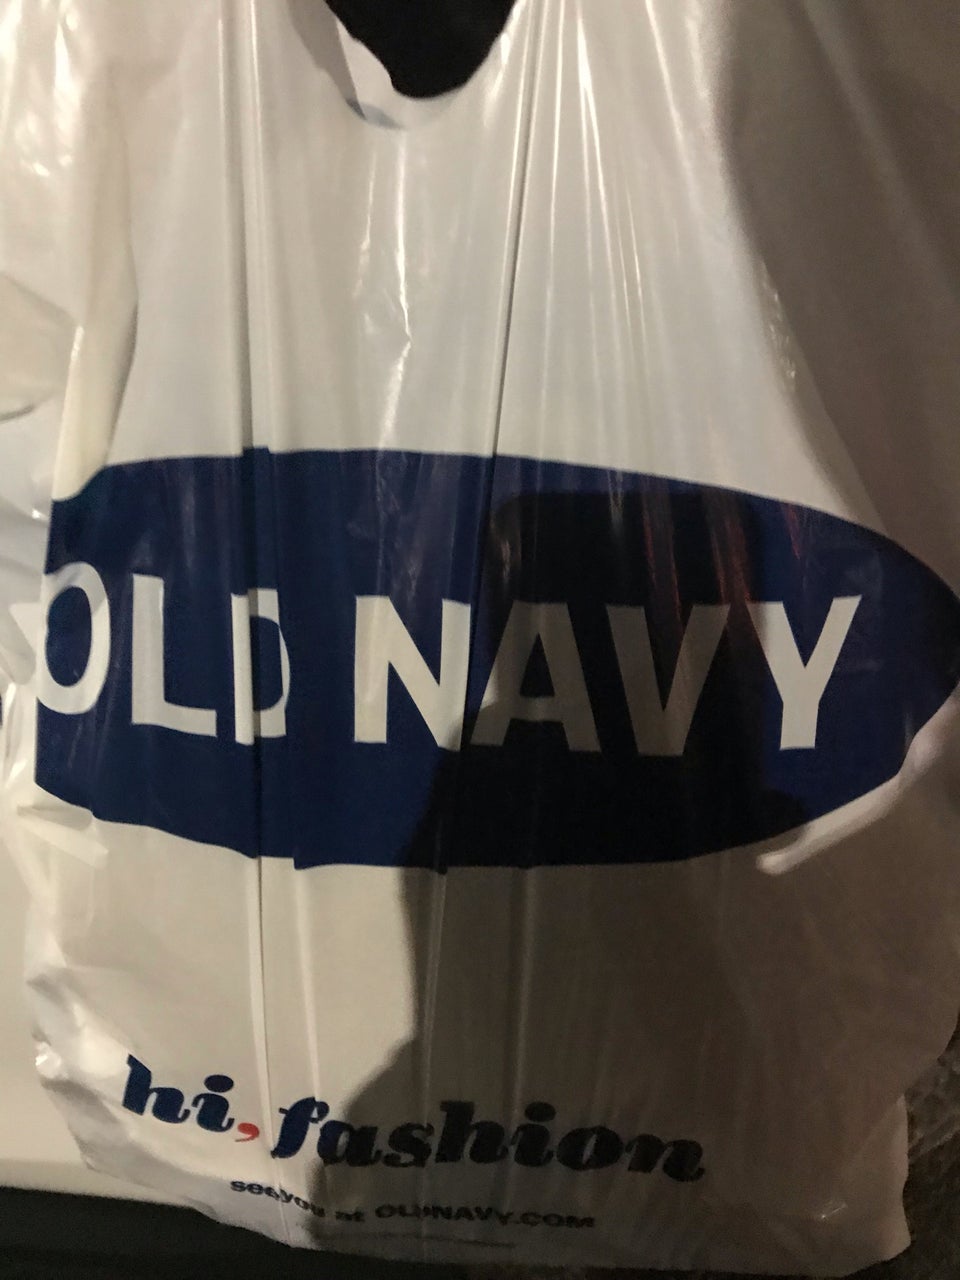 OLD NAVY
hi, fashion
see you at OLDNAVY.COM